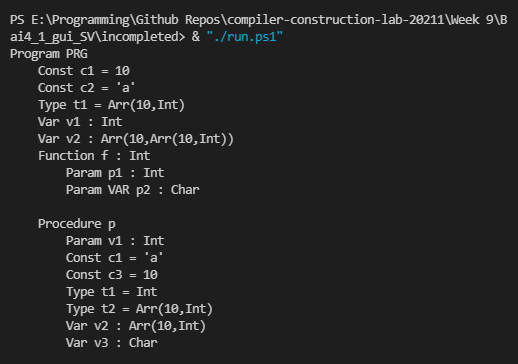 PS E:\Programming\Github Repos\compiler-construction-lab-20211\Week 9\B
ai4_1_gui_SV\incompleted> & "./run.ps1"
Program PRG
    Const c1 = 10
    Const c2 = 'a'
    Type t1 = Arr(10,Int)
    Var v1 : Int
    Var v2 : Arr(10,Arr(10,Int))
    Function f : Int
        Param p1 : Int
        Param VAR p2 : Char

    Procedure p
        Param v1 : Int
        Const c1 = 'a'
        Const c3 = 10
        Type t1 = Int
        Type t2 = Arr(10,Int)
        Var v2 : Arr(10,Int)
        Var v3 : Char